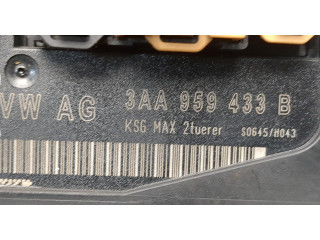 VW AG 3AA 959 433 B
KSG MAX 2tuerer S0645/H043